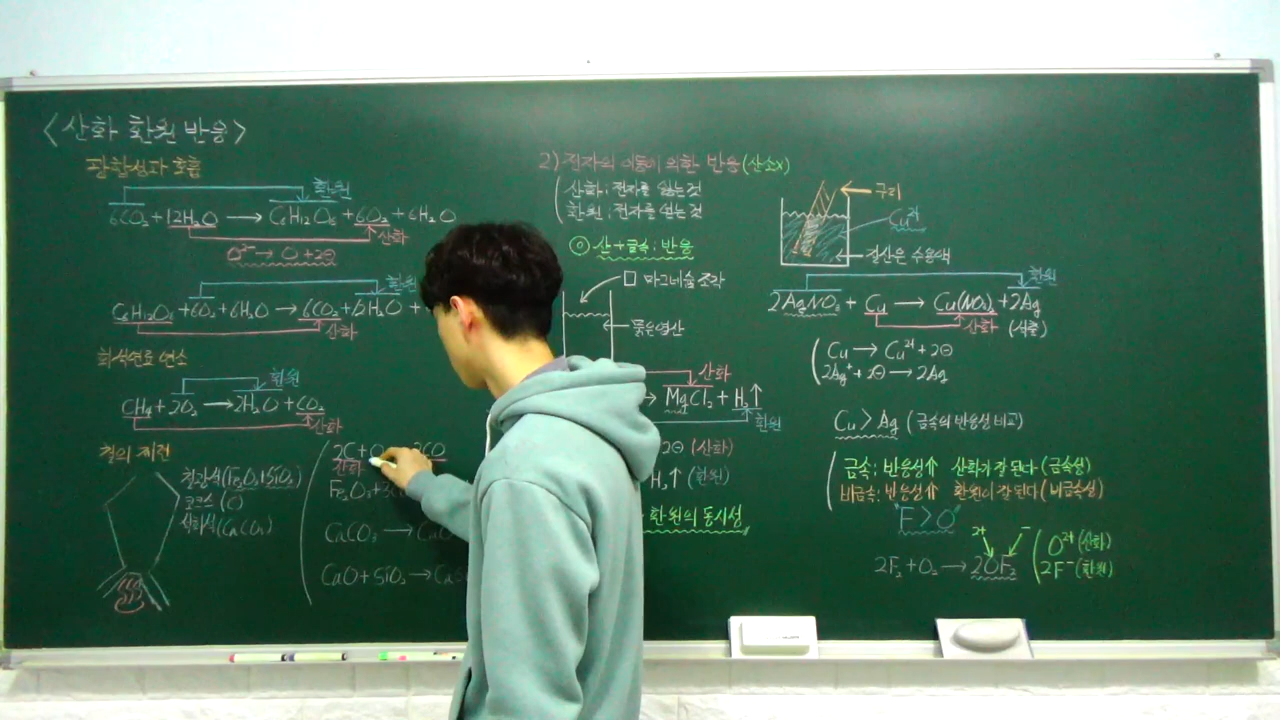 <산화 환원 반응>
광합성과 호흡
환원
6CO₂ + 12H₂O → C₆H₁₂O₆ + 6O₂ + 6H₂O
산화
O²⁻ → O + 2⊖
환원
C₆H₁₂O₆ + 6O₂ + 6H₂O → 6CO₂ + 12H₂O +
산화
화석연료 연소
환원
CH₄ + 2O₂ → 2H₂O + CO₂
산화
철의 제련
철광석(Fe₂O₃+SiO₂)
코크스 (C)
석회석(CaCO₃)
2C + O 2CO
산화
Fe₂O₃ + 3
CaCO₃ → CaO
CaO + SiO₂ → CaS
2) 전자의 이동에 의한 반응(산소x)
산화 : 전자를 잃는것
환원 : 전자를 얻는것
◎ 산+금속 : 반응
마그네슘조각
묽은염산
산화
→ MgCl₂ + H₂↑
환원
2⊖ (산화)
H₂↑ (환원)
환원의 동시성
구리
Cu²⁺
질산은 수용액
환원
2AgNO₃ + Cu → Cu(NO₃)₂ + 2Ag
산화 (석출)
Cu → Cu²⁺ + 2⊖
2Ag⁺ + 2⊖ → 2Ag
Cu > Ag (금속의 반응성 비교)
금속 : 반응성⇈ 산화가 잘 된다 (금속성)
비금속 : 반응성⇈ 환원이 잘 된다 (비금속성)
"F > O"
2+ -
2F₂ + O₂ → 2OF₂
O²⁺ (산화)
2F⁻ (환원)